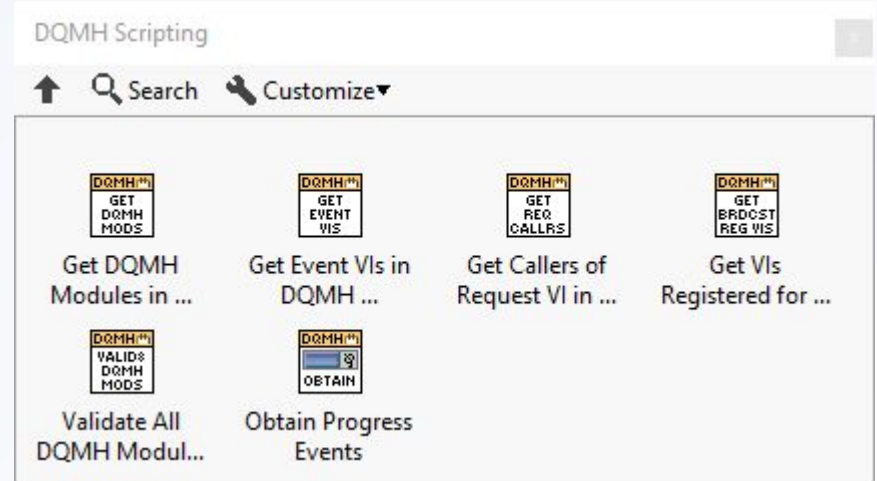 DQMH Scripting
Search Customize
DQMH
GET
DQMH
MODS
Get DQMH
Modules in ...
DQMH
GET
EVENT
VIS
Get Event VIs in
DQMH ...
DQMH
GET
REQ
CALLRS
Get Callers of
Request VI in ...
DQMH
GET
BRDCST
REG VIS
Get VIs
Registered for ...
DQMH
VALID8
DQMH
MODS
Validate All
DQMH Modul...
DQMH
OBTAIN
Obtain Progress
Events